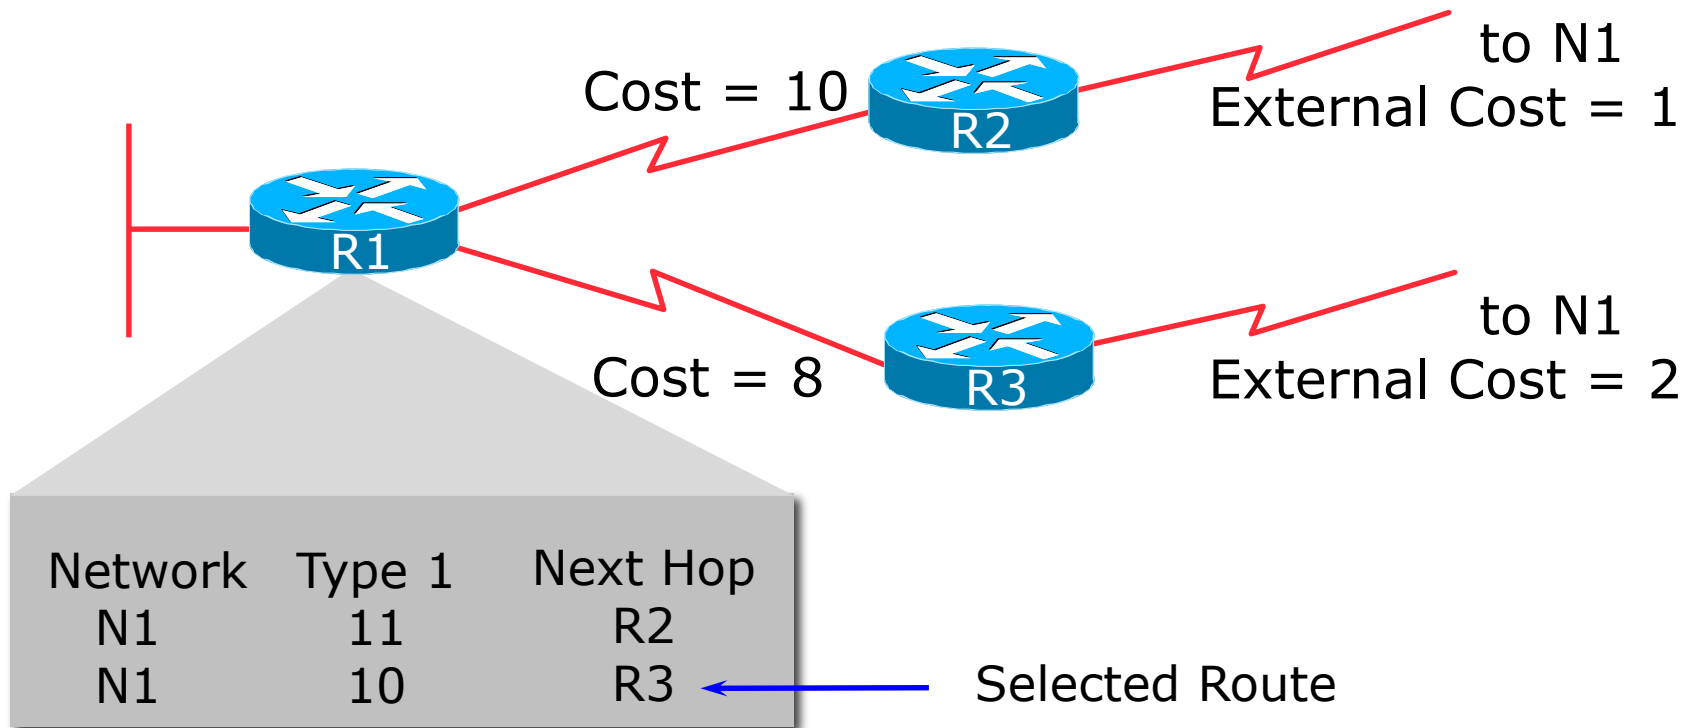 to N1
External Cost = 1
Cost = 10
R2
R1
to N1
External Cost = 2
Cost = 8
R3
Network Type 1 Next Hop
N1 11 R2
N1 10 R3
Selected Route